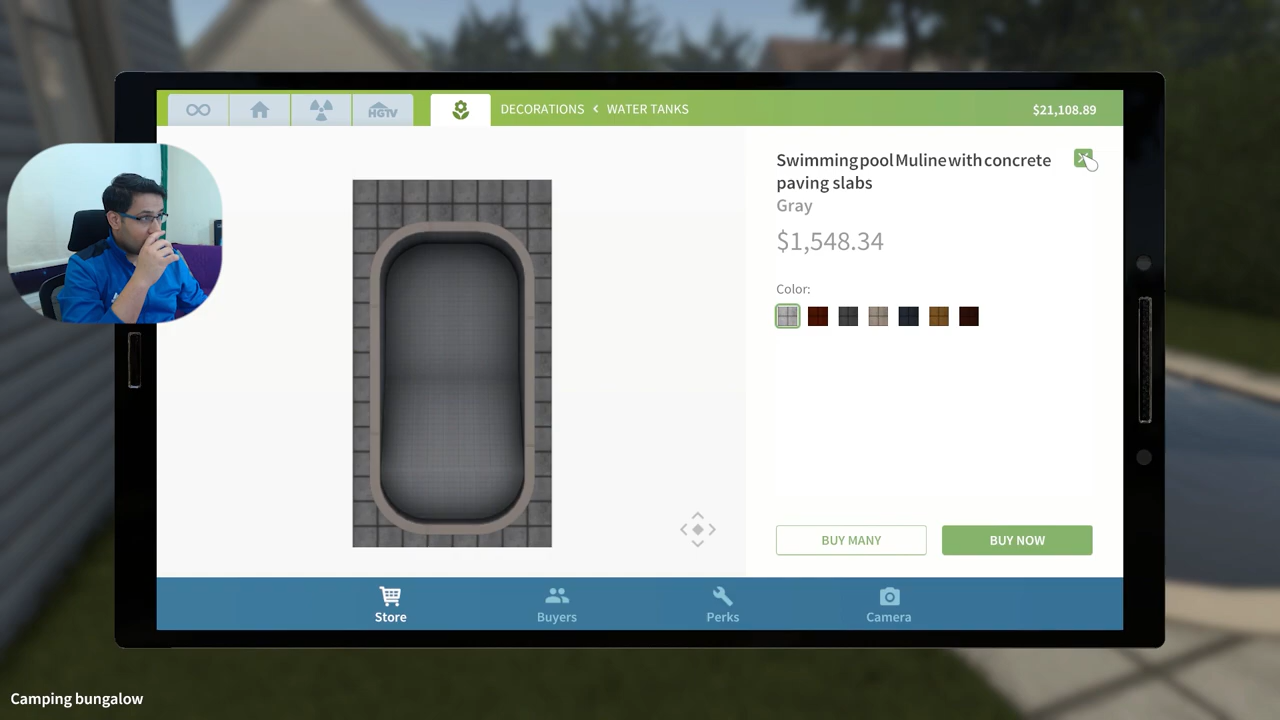 HGTV
DECORATIONS < WATER TANKS
$21,108.89
Swimming pool Muline with concrete
paving slabs
Gray
$1,548.34
Color:
BUY MANY
BUY NOW
Store
Buyers
Perks
Camera
Camping bungalow